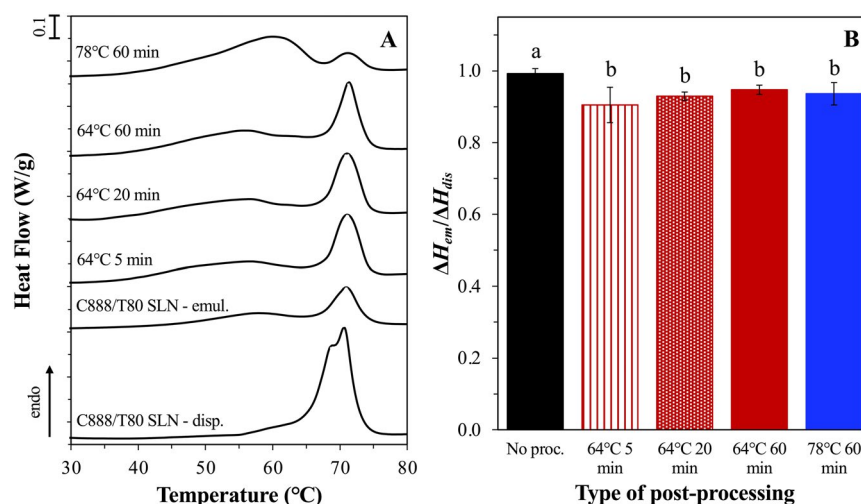 0.1
A
78°C 60 min
64°C 60 min
64°C 20 min
64°C 5 min
C888/T80 SLN - emul.
C888/T80 SLN - disp.
endo
Heat Flow (W/g)
30 40 50 60 70 80
Temperature (°C)
B
a
b
b
b
b
1.0
0.8
0.6
0.4
0.2
0.0
ΔHem/ΔHdis
No proc.
64°C 5
min
64°C 20
min
64°C 60
min
78°C 60
min
Type of post-processing